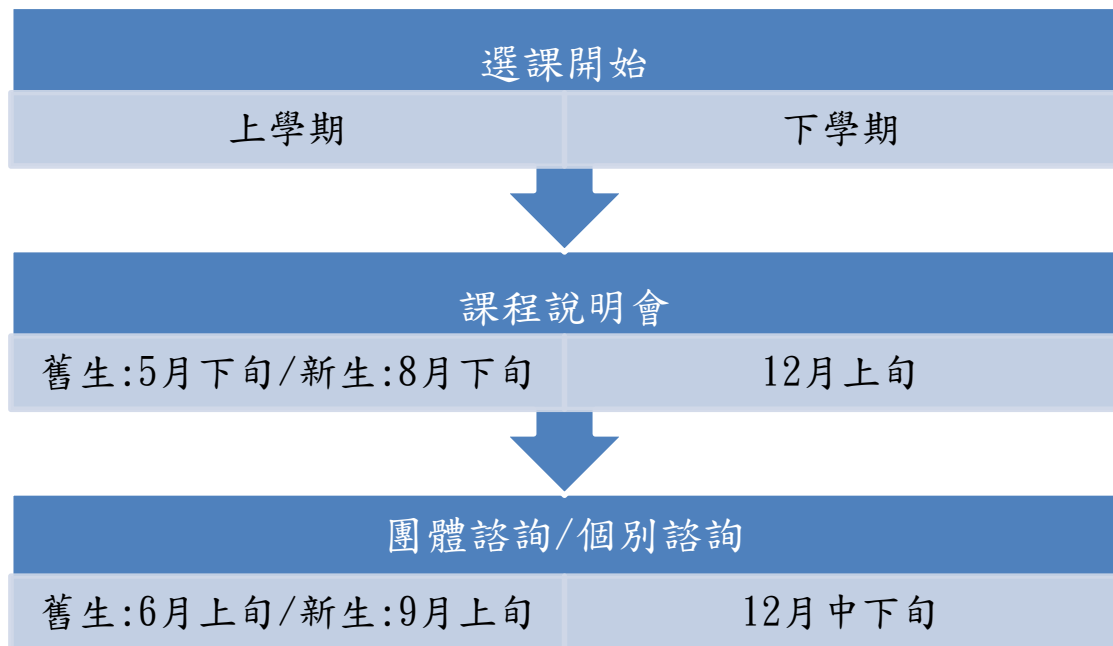 選課開始
上學期 下學期
課程說明會
舊生:5月下旬/新生:8月下旬 12月上旬
團體諮詢/個別諮詢
舊生:6月上旬/新生:9月上旬 12月中下旬